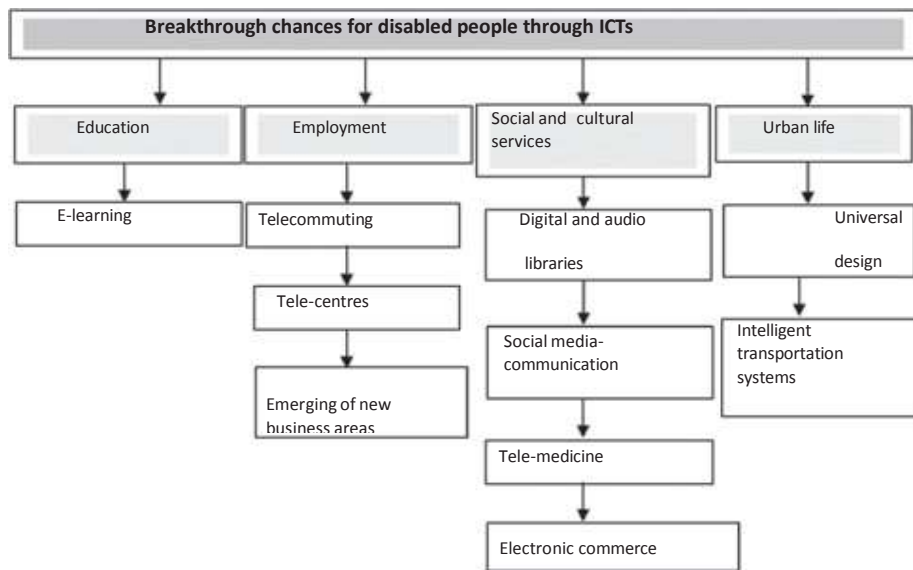 Breakthrough chances for disabled people through ICTs
Education
Employment
Social and cultural
services
Urban life
E-learning
Telecommuting
Digital and audio
libraries
Universal
design
Tele-centres
Social media-
communication
Intelligent
transportation
systems
Emerging of new
business areas
Tele-medicine
Electronic commerce